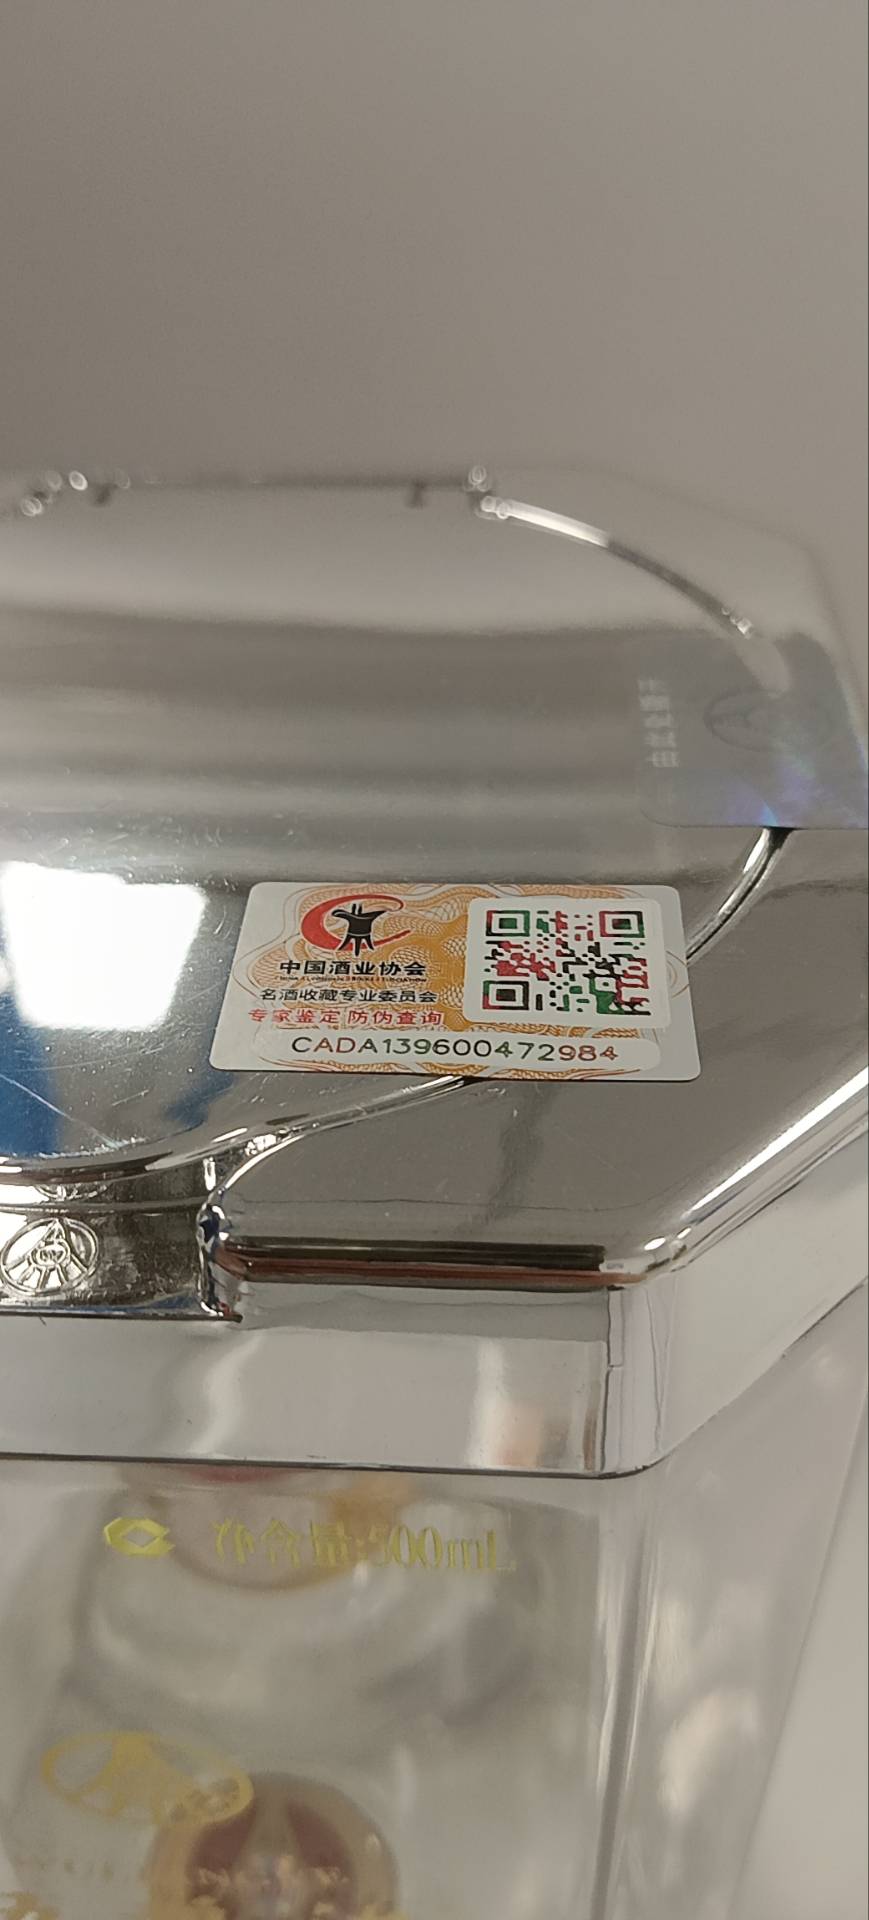 中国酒业协会
名酒收藏专业委员会
专家鉴定 防伪查询
CADA139600472984
净含量:500mL